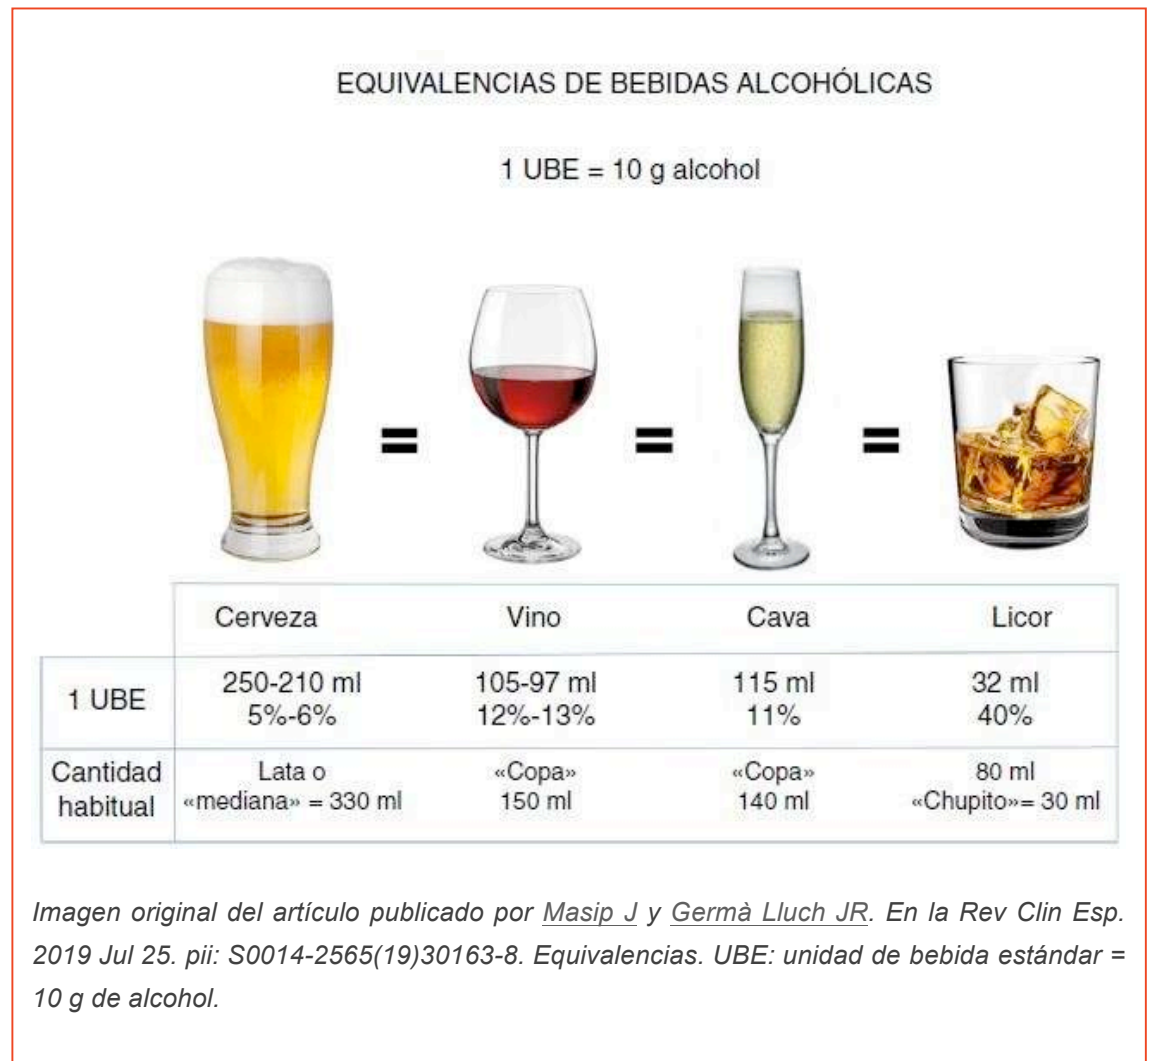 EQUIVALENCIAS DE BEBIDAS ALCOHÓLICAS
1 UBE = 10 g alcohol
= = =
Cerveza Vino Cava Licor
1 UBE
250-210 ml 105-97 ml 115 ml 32 ml
5%-6% 12%-13% 11% 40%
Cantidad habitual
Lata o «Copa» «Copa» 80 ml
«mediana» = 330 ml 150 ml 140 ml «Chupito»= 30 ml
Imagen original del artículo publicado por Masip J y Germà Lluch JR. En la Rev Clin Esp.
2019 Jul 25. pii: S0014-2565(19)30163-8. Equivalencias. UBE: unidad de bebida estándar =
10 g de alcohol.